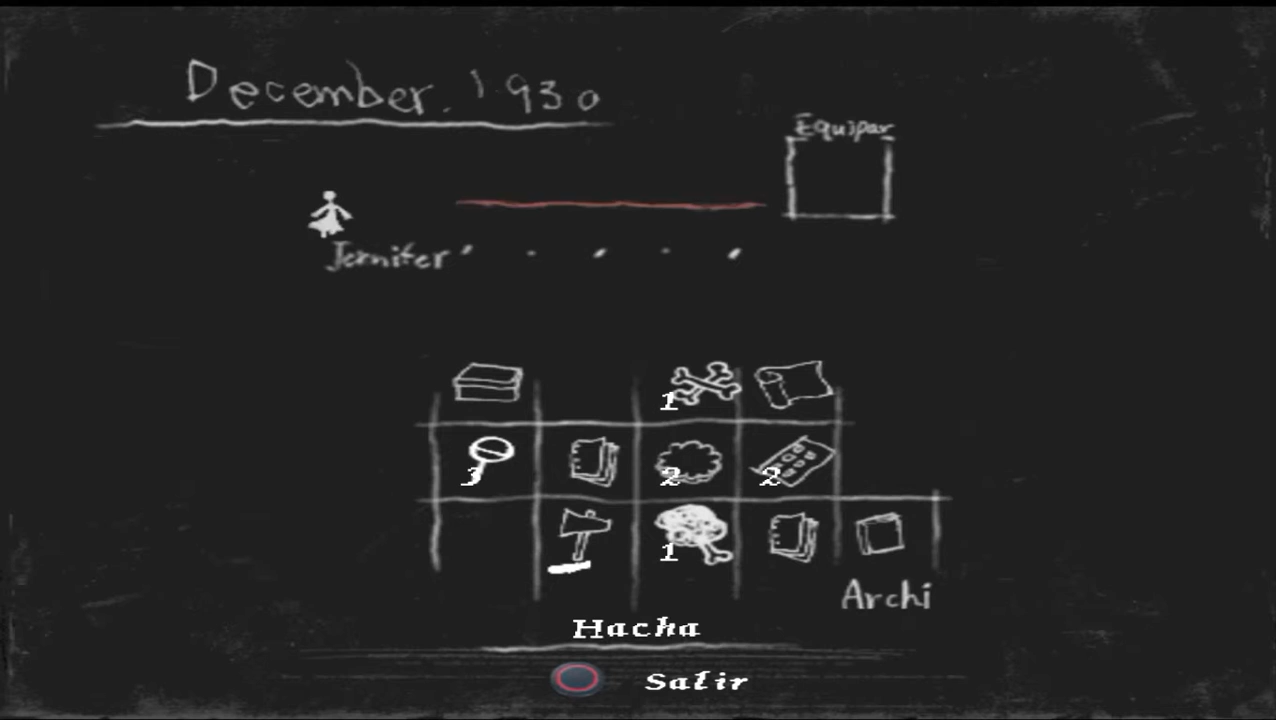 December. 1930
Equipar
Jennifer
1
3 2 2
1
Archi
Hacha
Salir